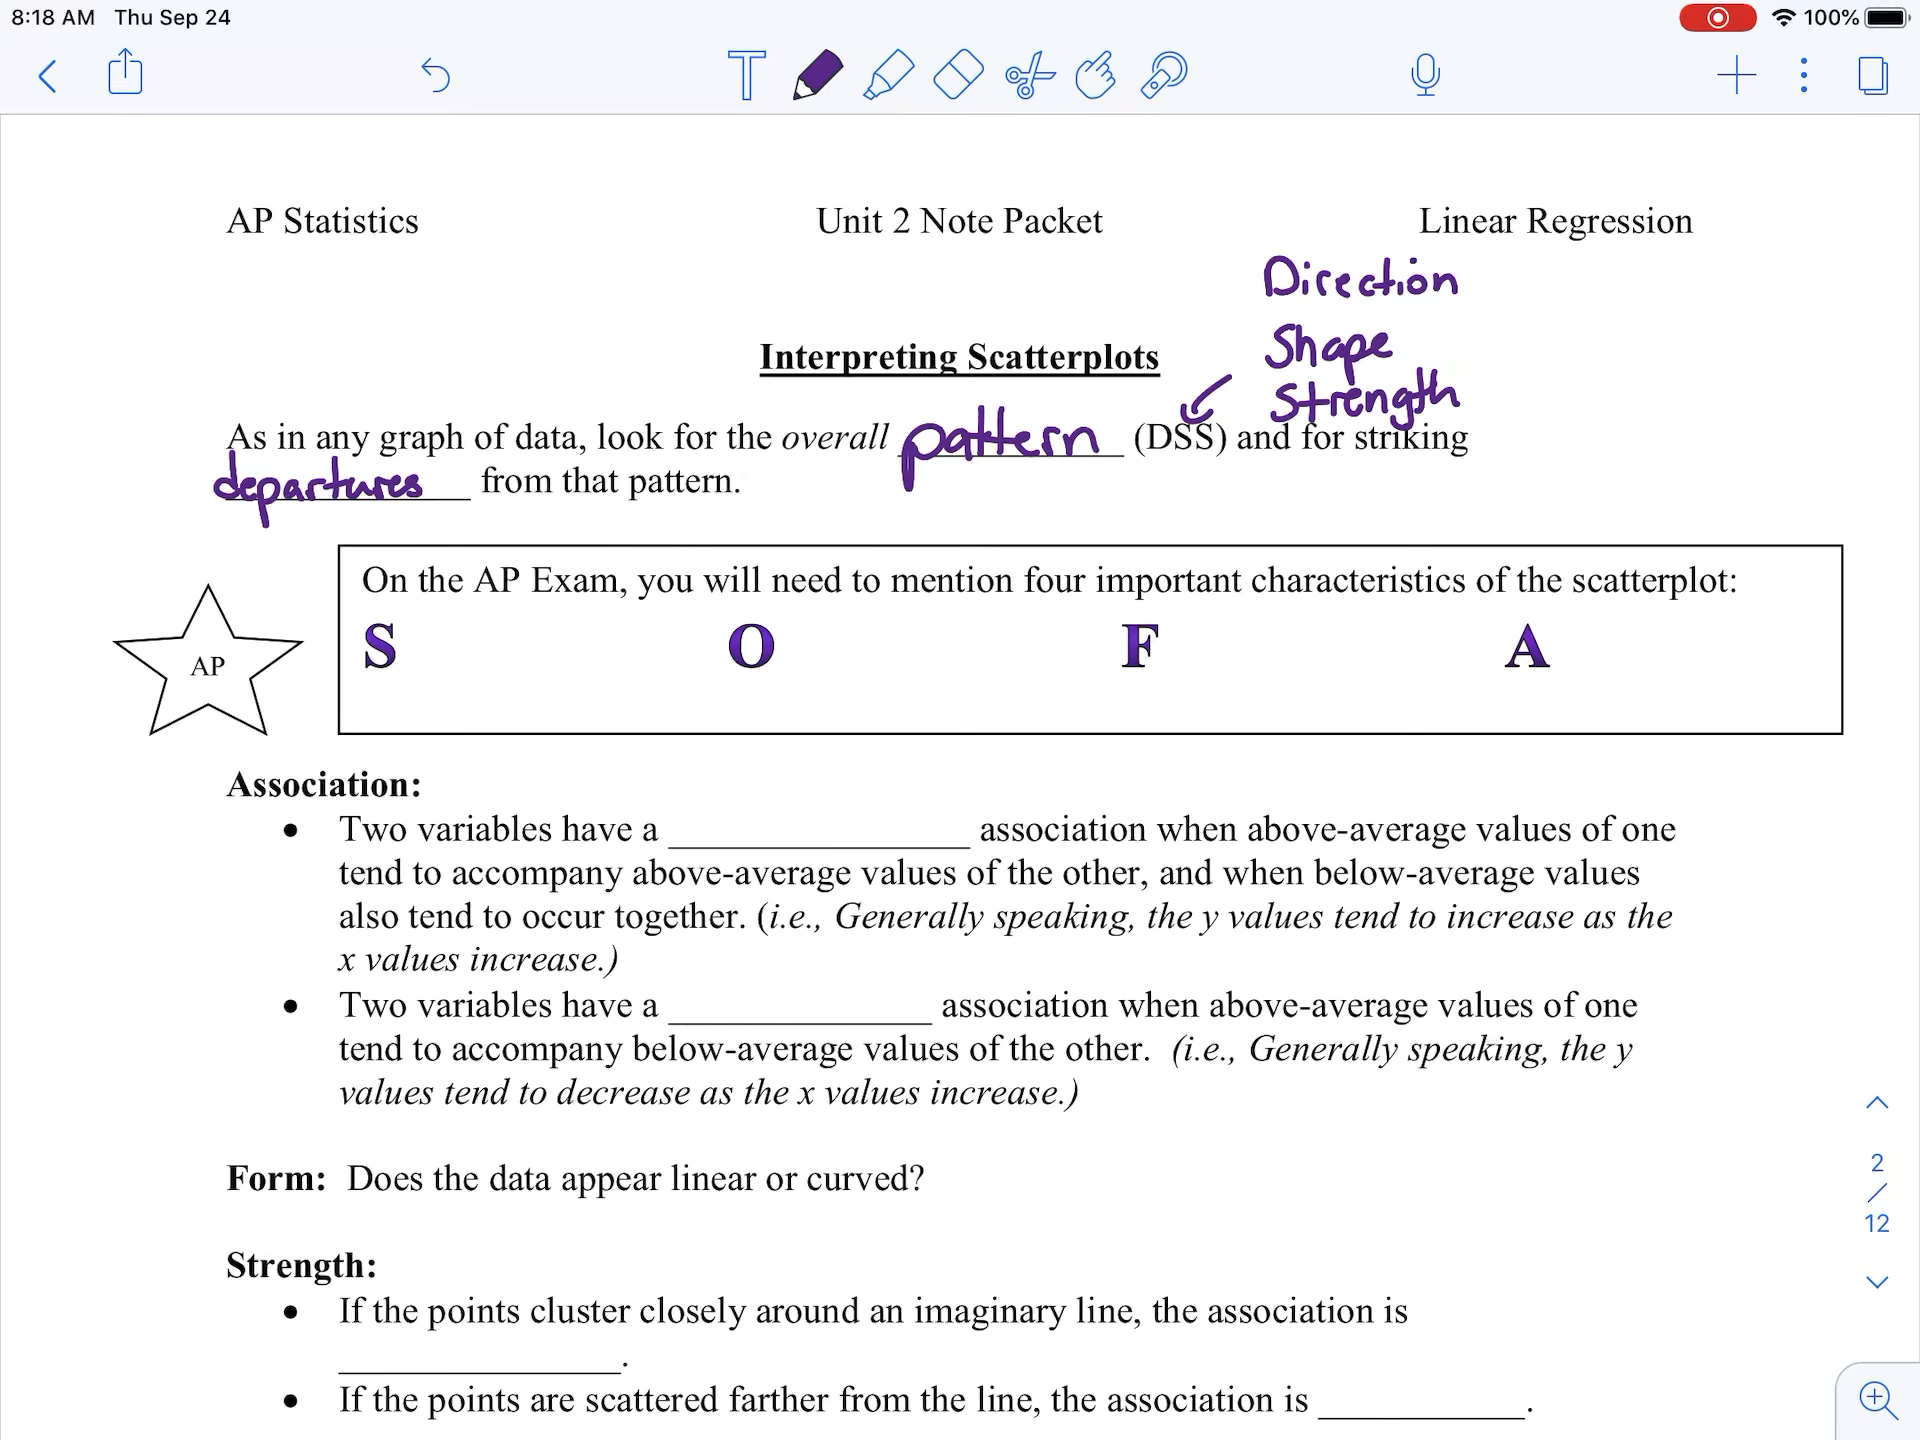 8:18 AM Thu Sep 24
100%
T
AP Statistics Unit 2 Note Packet Linear Regression
Direction
Shape
Strength
Interpreting Scatterplots
As in any graph of data, look for the overall pattern (DSS) and for striking
departures from that pattern.
On the AP Exam, you will need to mention four important characteristics of the scatterplot:
AP
S O F A
Association:
• Two variables have a ________________ association when above-average values of one
tend to accompany above-average values of the other, and when below-average values
also tend to occur together. (i.e., Generally speaking, the y values tend to increase as the
x values increase.)
• Two variables have a ______________ association when above-average values of one
tend to accompany below-average values of the other. (i.e., Generally speaking, the y
values tend to decrease as the x values increase.)
Form: Does the data appear linear or curved?
Strength:
• If the points cluster closely around an imaginary line, the association is
_______________.
• If the points are scattered farther from the line, the association is ___________.
2
/
12